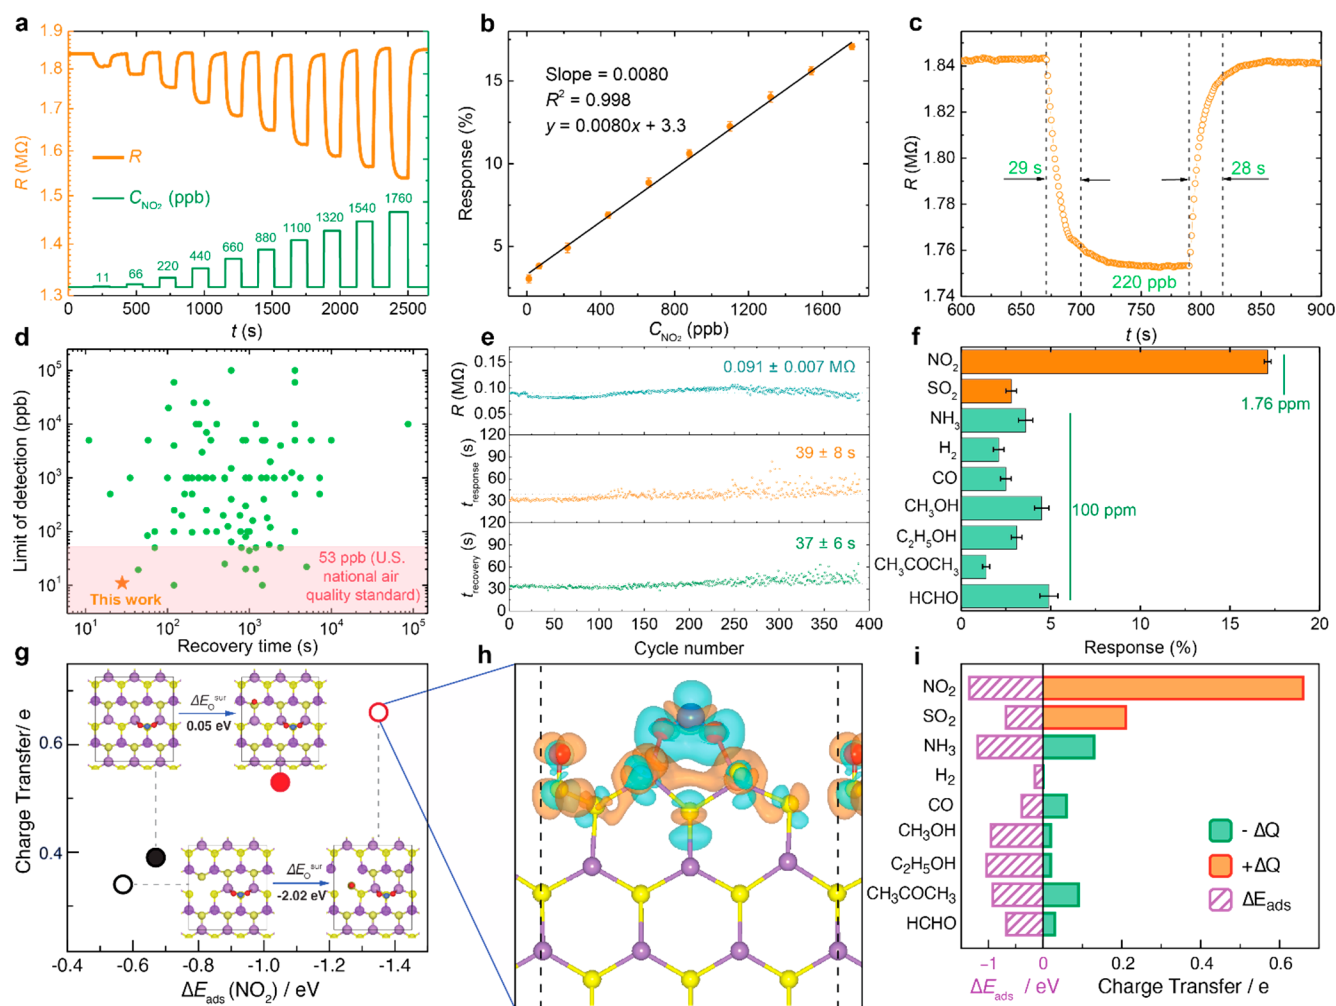 a
1.9
1.8
1.7
1.6
1.5
1.4
1.3
R (MΩ)
R
C_NO₂ (ppb)
11
66
220
440
660
880
1100
1320
1540
1760
0
500
1000
1500
2000
2500
t (s)
b
Slope = 0.0080
R² = 0.998
y = 0.0080x + 3.3
15
10
5
Response (%)
0
400
800
1200
1600
C_NO₂ (ppb)
c
1.84
1.82
1.80
1.78
1.76
1.74
R (MΩ)
29 s
28 s
220 ppb
600
700
800
900
t (s)
d
10⁵
10⁴
10³
10²
10¹
Limit of detection (ppb)
53 ppb (U.S.
national air
quality standard)
This work
10¹
10²
10³
10⁴
10⁵
Recovery time (s)
e
0.15
0.10
0.05
R (MΩ)
0.091 ± 0.007 MΩ
120
90
60
30
0
t_response (s)
39 ± 8 s
120
90
60
30
0
t_recovery (s)
37 ± 6 s
0
50
100
150
200
250
300
350
400
Cycle number
f
NO₂
SO₂
NH₃
H₂
CO
CH₃OH
C₂H₅OH
CH₃COCH₃
HCHO
1.76 ppm
100 ppm
0
5
10
15
20
Response (%)
g
ΔE_O^sur
0.05 eV
ΔE_O^sur
-2.02 eV
0.6
0.4
Charge Transfer/ e
-0.4
-0.6
-0.8
-1.0
-1.2
-1.4
ΔE_ads (NO₂) / eV
h
i
NO₂
SO₂
NH₃
H₂
CO
CH₃OH
C₂H₅OH
CH₃COCH₃
HCHO
- ΔQ
+ΔQ
ΔE_ads
−1
0
0.2
0.4
0.6
ΔE_ads / eV
Charge Transfer / e